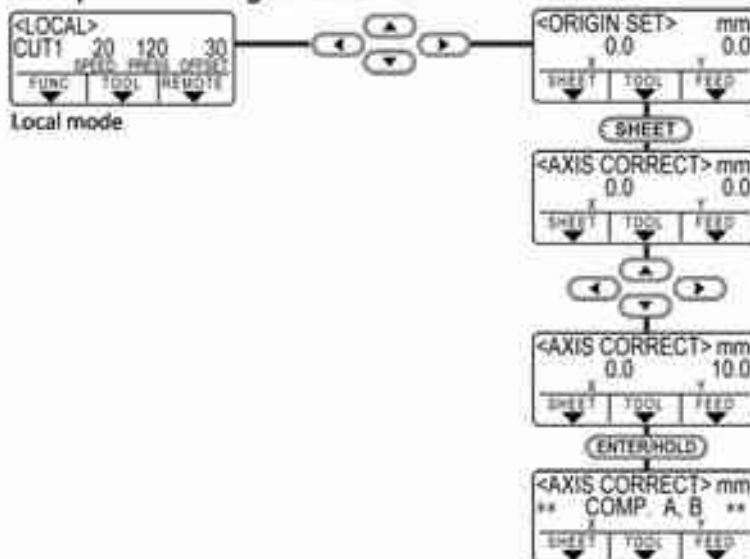 <LOCAL>
CUT1 20 120 30
SPEED PRESS OFFSET
FUNC TOOL REMOTE
Local mode
<ORIGIN SET> mm
0.0 0.0
X Y
SHEET TOOL FEED
SHEET
<AXIS CORRECT> mm
0.0 0.0
X Y
SHEET TOOL FEED
<AXIS CORRECT> mm
0.0 10.0
X Y
SHEET TOOL FEED
ENTER/HOLD
<AXIS CORRECT> mm
** COMP. A, B **
X Y
SHEET TOOL FEED